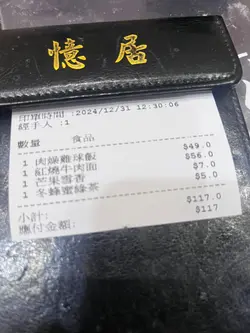 憶居
印單時間 :2024/12/31 12:30:06
經手人 :1
數量 食品
1 肉燥雞球飯 $49.0
1 紅燒牛肉面 $56.0
1 芒果雪香 $7.0
1 冬蜂蜜綠茶 $5.0
小計: $117.0
應付金額: $117